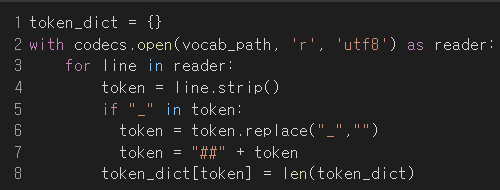 1 token_dict = {}
2 with codecs.open(vocab_path, 'r', 'utf8') as reader:
3     for line in reader:
4         token = line.strip()
5         if "_" in token:
6           token = token.replace("_","")
7           token = "##" + token
8         token_dict[token] = len(token_dict)